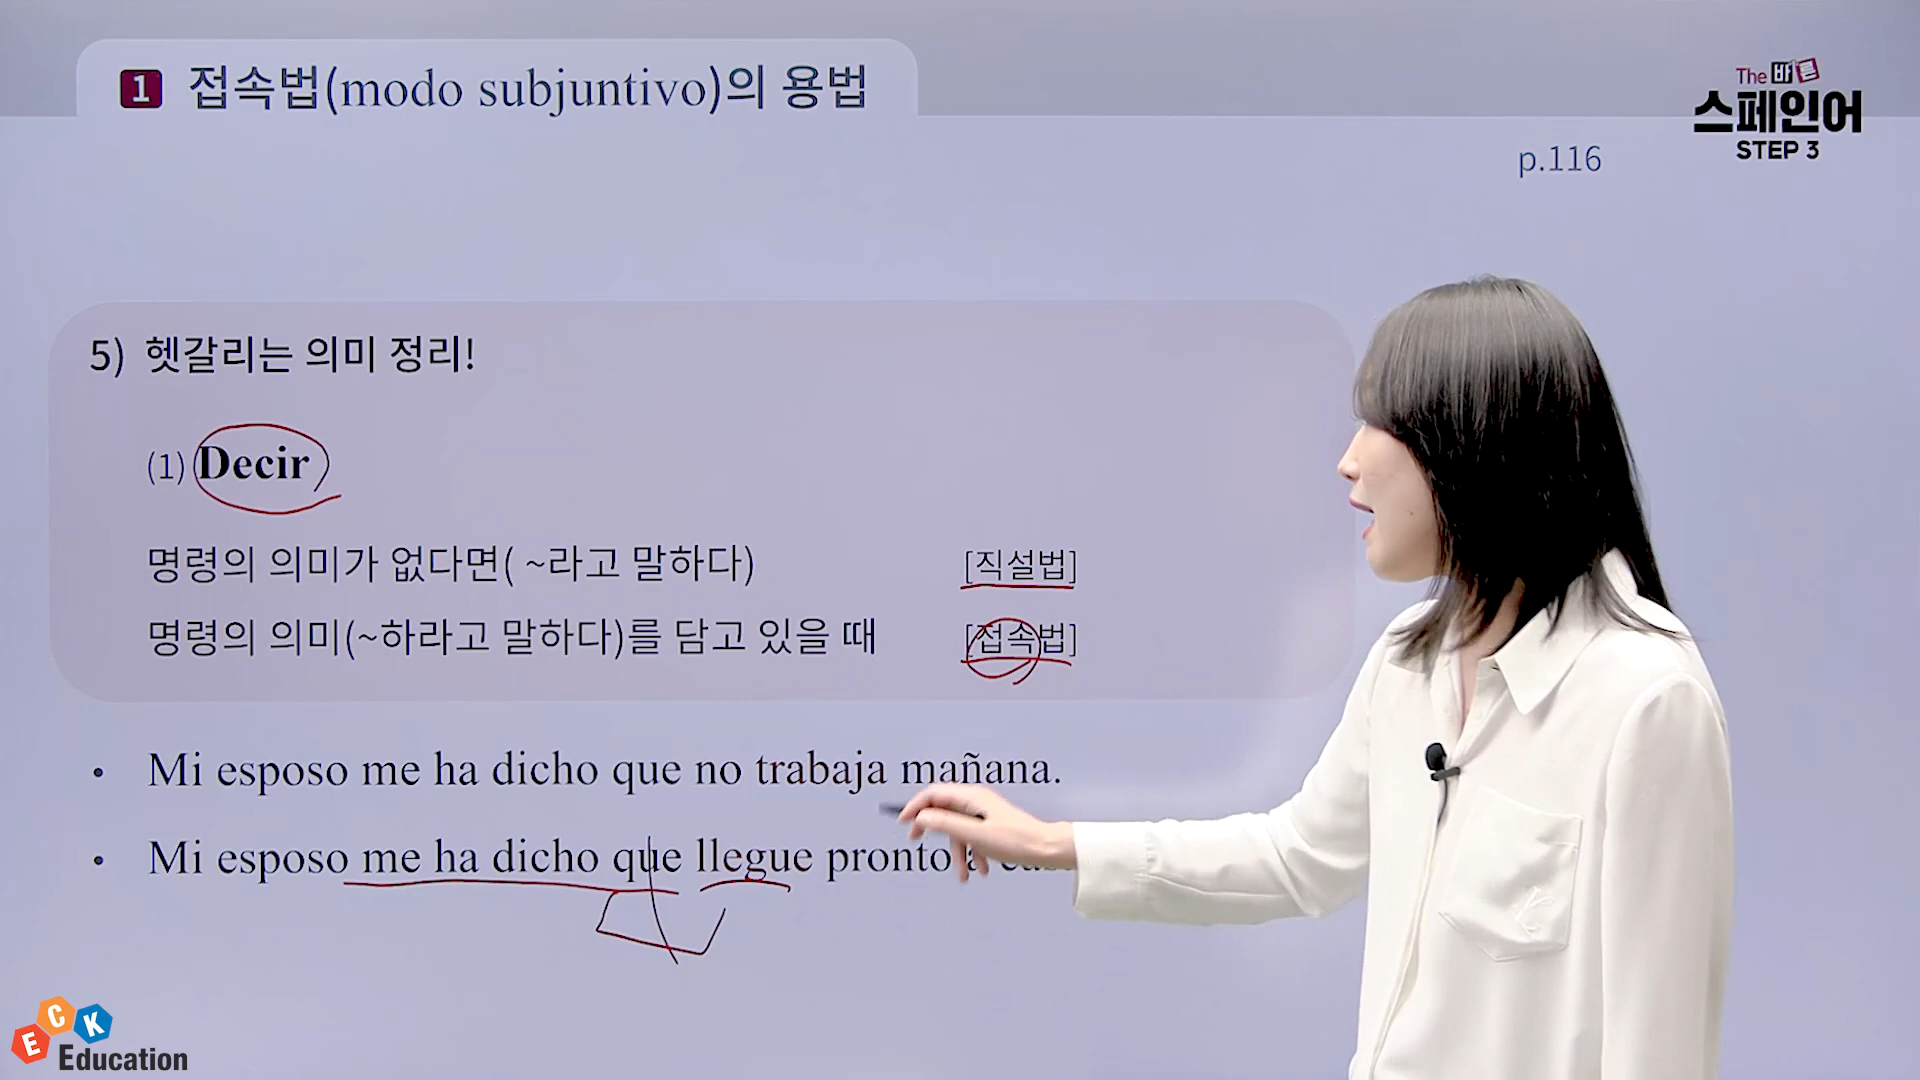 1 접속법(modo subjuntivo)의 용법
The 바른
스페인어
STEP 3
p.116
5) 헷갈리는 의미 정리!
(1) Decir
명령의 의미가 없다면( ~라고 말하다) [직설법]
명령의 의미(~하라고 말하다)를 담고 있을 때 [접속법]
• Mi esposo me ha dicho que no trabaja mañana.
• Mi esposo me ha dicho que llegue pronto a
ECK
Education